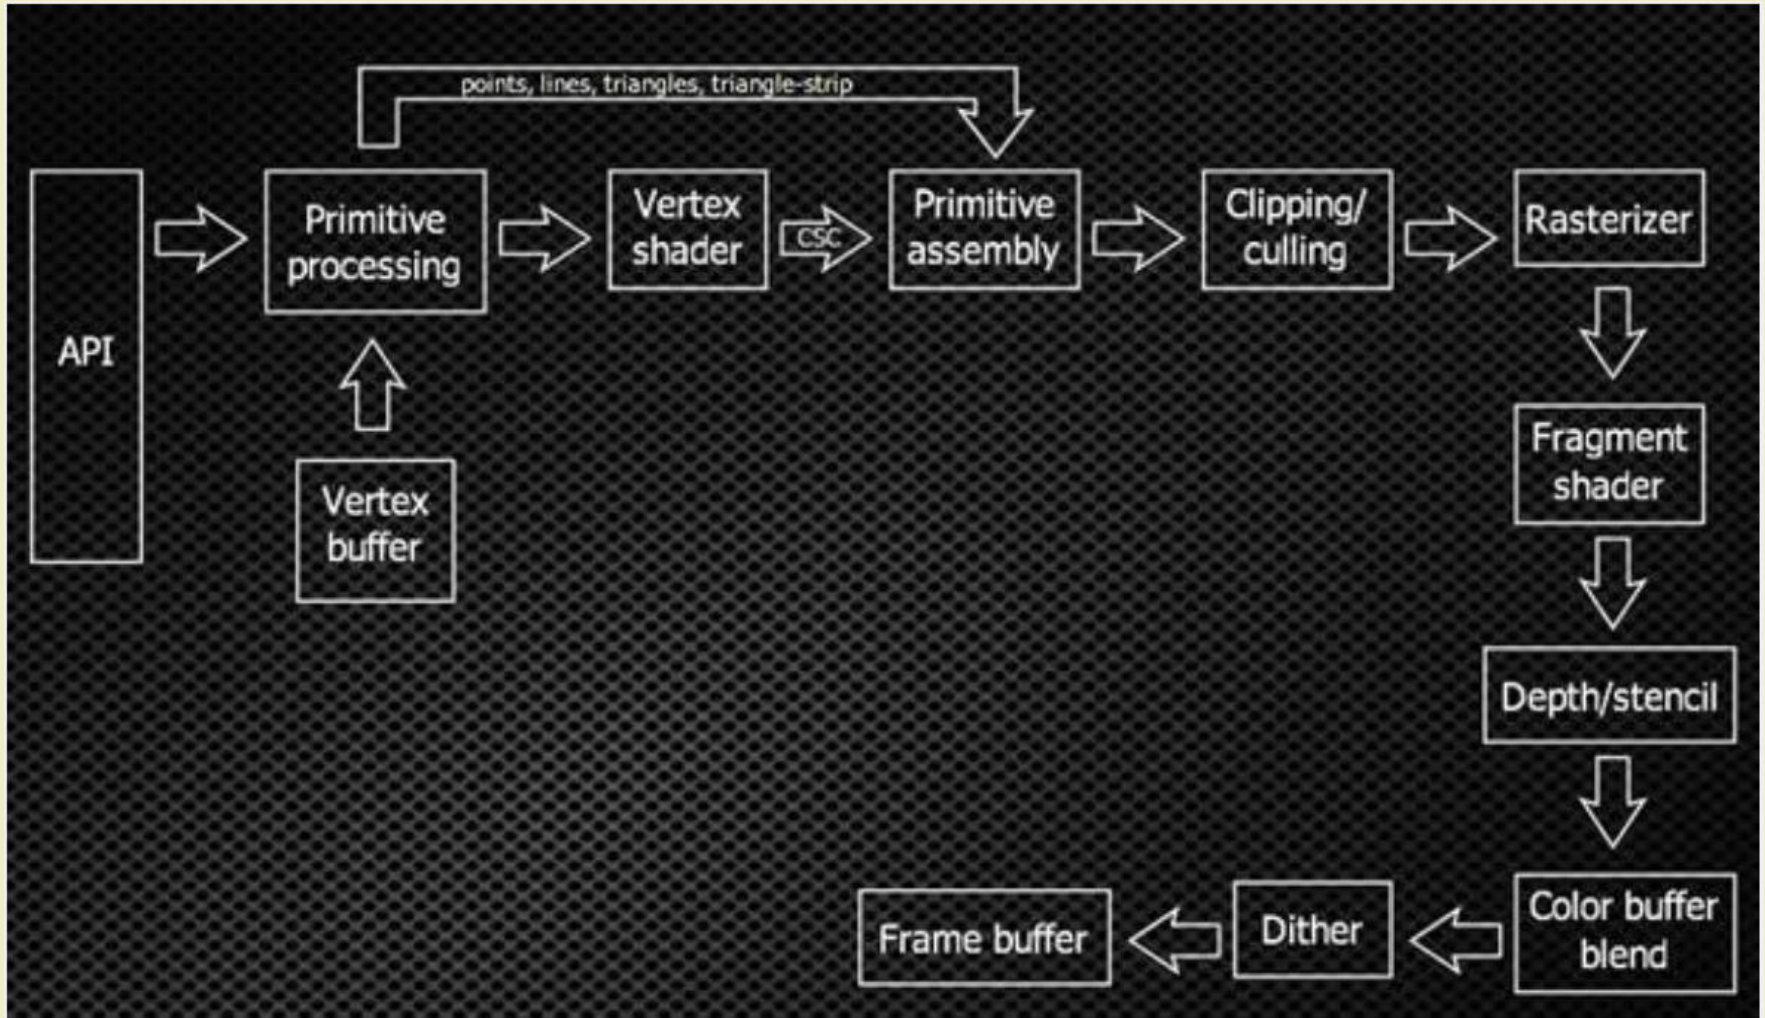 points, lines, triangles, triangle-strip
API
Primitive
processing
Vertex
shader
CSC
Primitive
assembly
Clipping/
culling
Rasterizer
Vertex
buffer
Fragment
shader
Depth/stencil
Color buffer
blend
Dither
Frame buffer